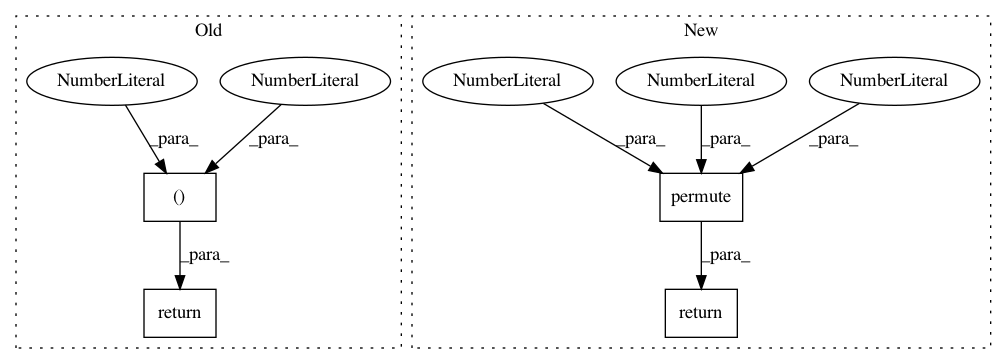 Old
New
NumberLiteral NumberLiteral NumberLiteral NumberLiteral NumberLiteral
_para_ _para_ _para_ _para_ _para_
() permute
_para_ _para_
return return